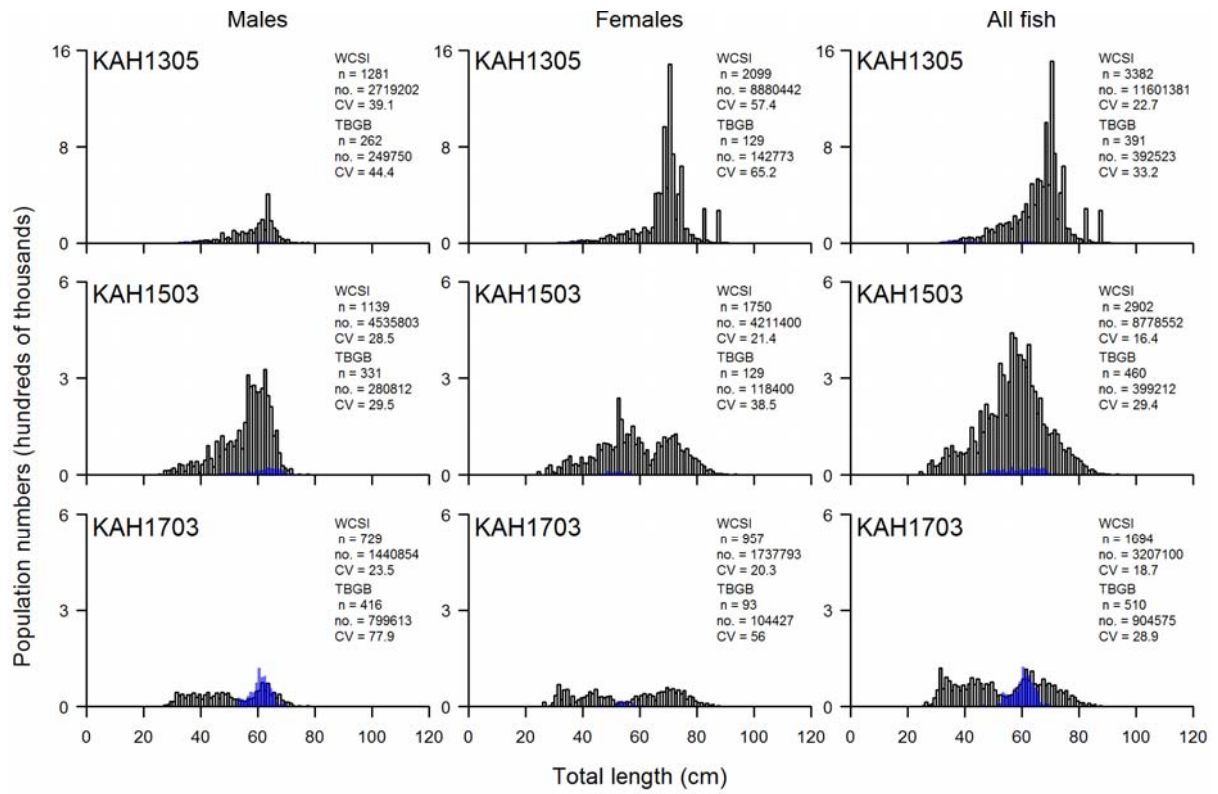 Males
Females
All fish
Population numbers (hundreds of thousands)
16
8
0
KAH1305
WCSI
n = 1281
no. = 2719202
CV = 39.1
TBGB
n = 262
no. = 249750
CV = 44.4
16
8
0
KAH1305
WCSI
n = 2099
no. = 8880442
CV = 57.4
TBGB
n = 129
no. = 142773
CV = 65.2
16
8
0
KAH1305
WCSI
n = 3382
no. = 11601381
CV = 22.7
TBGB
n = 391
no. = 392523
CV = 33.2
6
3
0
KAH1503
WCSI
n = 1139
no. = 4535803
CV = 28.5
TBGB
n = 331
no. = 280812
CV = 29.5
6
3
0
KAH1503
WCSI
n = 1750
no. = 4211400
CV = 21.4
TBGB
n = 129
no. = 118400
CV = 38.5
6
3
0
KAH1503
WCSI
n = 2902
no. = 8778552
CV = 16.4
TBGB
n = 460
no. = 399212
CV = 29.4
6
3
0
KAH1703
WCSI
n = 729
no. = 1440854
CV = 23.5
TBGB
n = 416
no. = 799613
CV = 77.9
6
3
0
KAH1703
WCSI
n = 957
no. = 1737793
CV = 20.3
TBGB
n = 93
no. = 104427
CV = 56
6
3
0
KAH1703
WCSI
n = 1694
no. = 3207100
CV = 18.7
TBGB
n = 510
no. = 904575
CV = 28.9
0 20 40 60 80 100 120
0 20 40 60 80 100 120
0 20 40 60 80 100 120
Total length (cm)